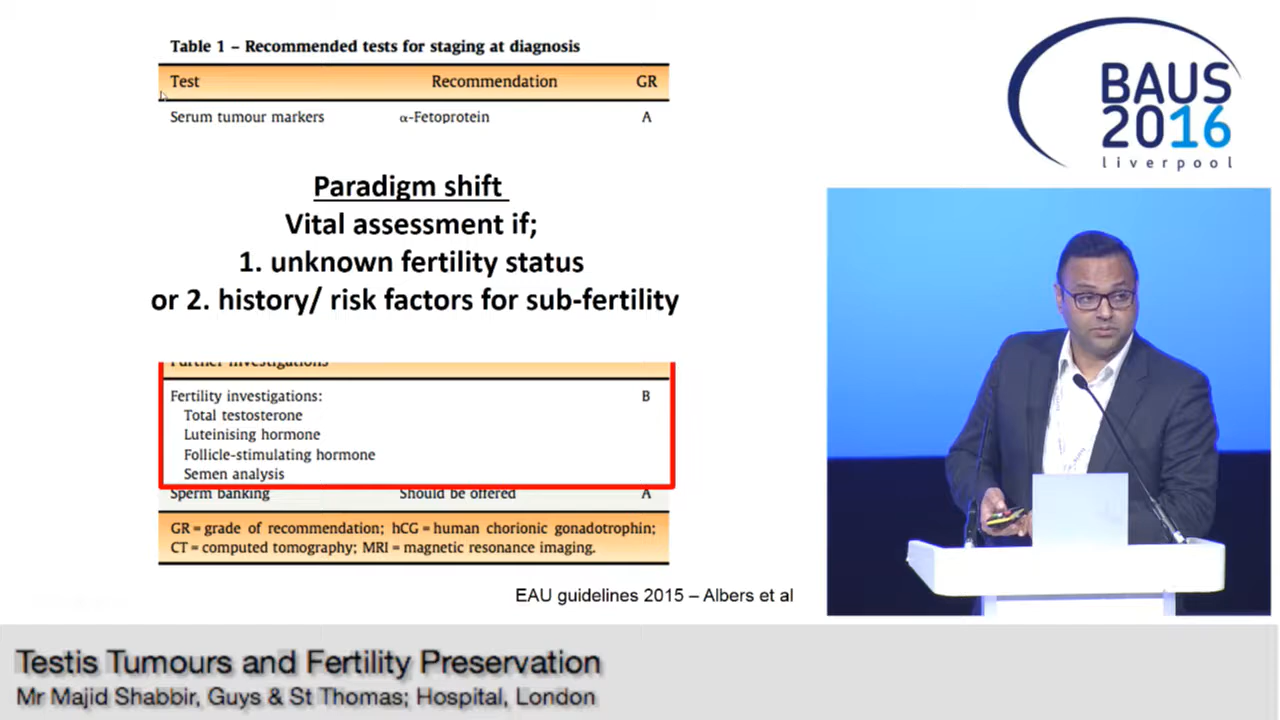 Table 1 – Recommended tests for staging at diagnosis
Test Recommendation GR
Serum tumour markers α-Fetoprotein A
Paradigm shift
Vital assessment if;
1. unknown fertility status
or 2. history/ risk factors for sub-fertility
Further investigations
Fertility investigations: B
Total testosterone
Luteinising hormone
Follicle-stimulating hormone
Semen analysis
Sperm banking Should be offered A
GR = grade of recommendation; hCG = human chorionic gonadotrophin;
CT = computed tomography; MRI = magnetic resonance imaging.
EAU guidelines 2015 – Albers et al
BAUS
2016
liverpool
Testis Tumours and Fertility Preservation
Mr Majid Shabbir, Guys & St Thomas; Hospital, London